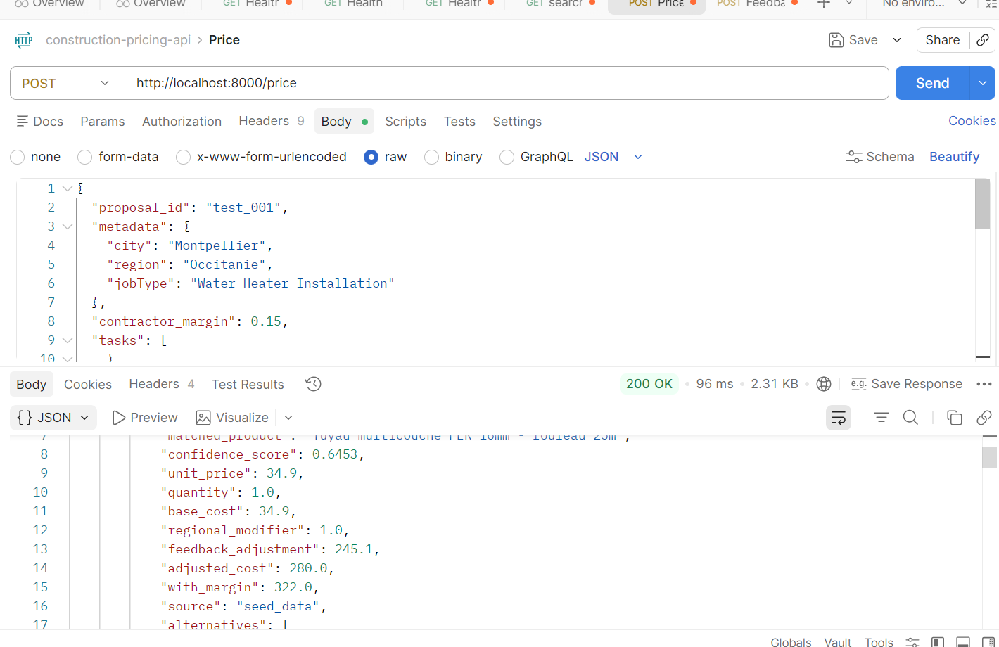 Overview
Overview
GET Healtr
GET Health
GET Healtr
GET searcr
POST Price
POST Feedba
No enviro...
HTTP construction-pricing-api > Price
Save
Share
POST
http://localhost:8000/price
Send
Docs Params Authorization Headers 9 Body Scripts Tests Settings Cookies
none form-data x-www-form-urlencoded raw binary GraphQL JSON Schema Beautify
1 {
2 "proposal_id": "test_001",
3 "metadata": {
4 "city": "Montpellier",
5 "region": "Occitanie",
6 "jobType": "Water Heater Installation"
7 },
8 "contractor_margin": 0.15,
9 "tasks": [
10 {
Body Cookies Headers 4 Test Results 200 OK • 96 ms • 2.31 KB • e.g. Save Response
{} JSON Preview Visualize
7 "matched_product": "Tuyau multicouche PER 16mm - rouleau 25m",
8 "confidence_score": 0.6453,
9 "unit_price": 34.9,
10 "quantity": 1.0,
11 "base_cost": 34.9,
12 "regional_modifier": 1.0,
13 "feedback_adjustment": 245.1,
14 "adjusted_cost": 280.0,
15 "with_margin": 322.0,
16 "source": "seed_data",
17 "alternatives": [
Globals Vault Tools